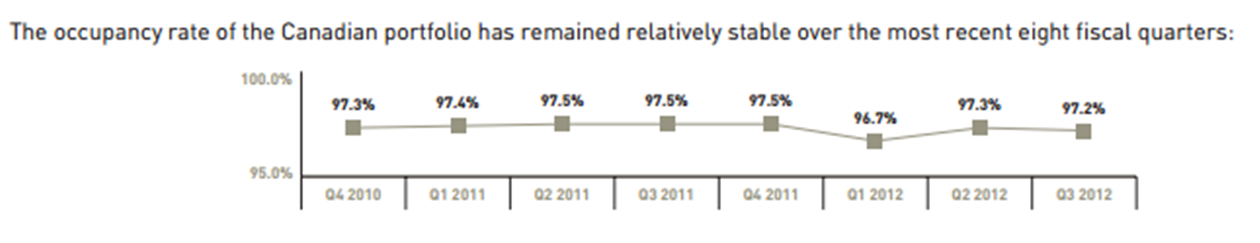 The occupancy rate of the Canadian portfolio has remained relatively stable over the most recent eight fiscal quarters:
100.0%
97.3% 97.4% 97.5% 97.5% 97.5% 96.7% 97.3% 97.2%
95.0%
Q4 2010 Q1 2011 Q2 2011 Q3 2011 Q4 2011 Q1 2012 Q2 2012 Q3 2012